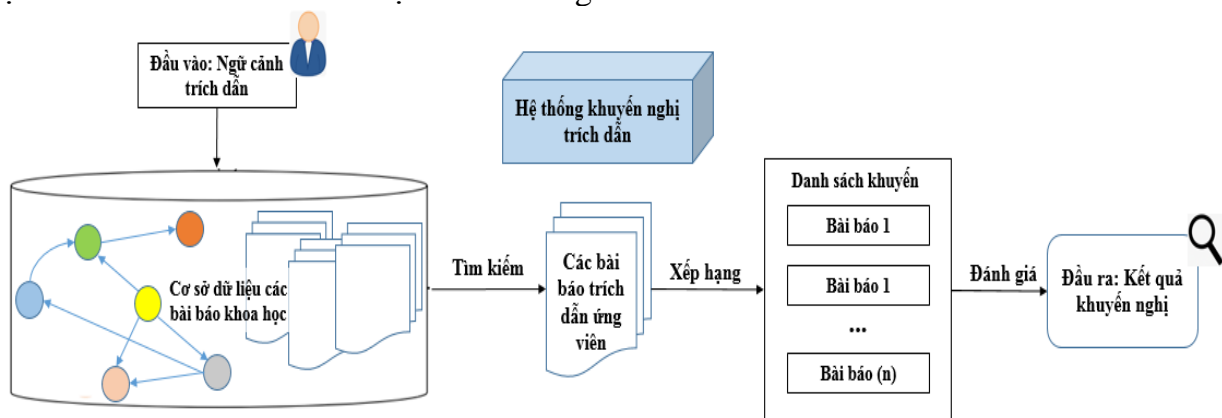 Đầu vào: Ngữ cảnh
trích dẫn
Hệ thống khuyến nghị
trích dẫn
Cơ sở dữ liệu các
bài báo khoa học
Tìm kiếm
Các bài
báo trích
dẫn ứng
viên
Xếp hạng
Danh sách khuyến
Bài báo 1
Bài báo 1
...
Bài báo (n)
Đánh giá
Đầu ra: Kết quả
khuyến nghị